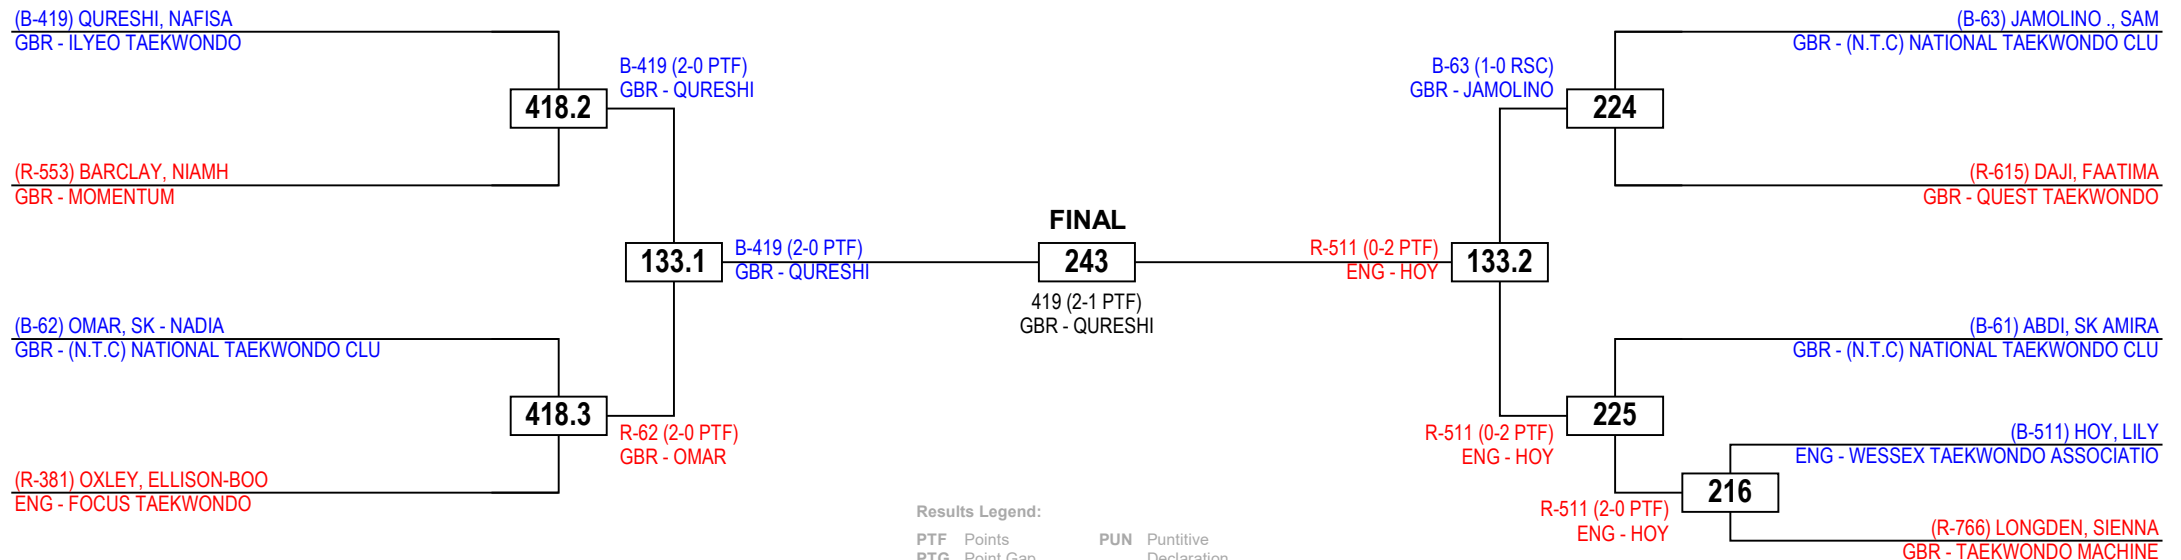 (B-419) QURESHI, NAFISA
GBR - ILYEO TAEKWONDO
B-419 (2-0 PTF)
GBR - QURESHI
418.2
(R-553) BARCLAY, NIAMH
GBR - MOMENTUM
133.1
B-419 (2-0 PTF)
GBR - QURESHI
(B-62) OMAR, SK - NADIA
GBR - (N.T.C) NATIONAL TAEKWONDO CLU
418.3
R-62 (2-0 PTF)
GBR - OMAR
(R-381) OXLEY, ELLISON-BOO
ENG - FOCUS TAEKWONDO
FINAL
243
419 (2-1 PTF)
GBR - QURESHI
(B-63) JAMOLINO ., SAM
GBR - (N.T.C) NATIONAL TAEKWONDO CLU
B-63 (1-0 RSC)
GBR - JAMOLINO
224
(R-615) DAJI, FAATIMA
GBR - QUEST TAEKWONDO
R-511 (0-2 PTF)
ENG - HOY
133.2
(B-61) ABDI, SK AMIRA
GBR - (N.T.C) NATIONAL TAEKWONDO CLU
225
R-511 (0-2 PTF)
ENG - HOY
(B-511) HOY, LILY
ENG - WESSEX TAEKWONDO ASSOCIATIO
216
R-511 (2-0 PTF)
ENG - HOY
(R-766) LONGDEN, SIENNA
GBR - TAEKWONDO MACHINE
Results Legend:
PTF Points PUN Puntitive
PTG Point Gap Declaration